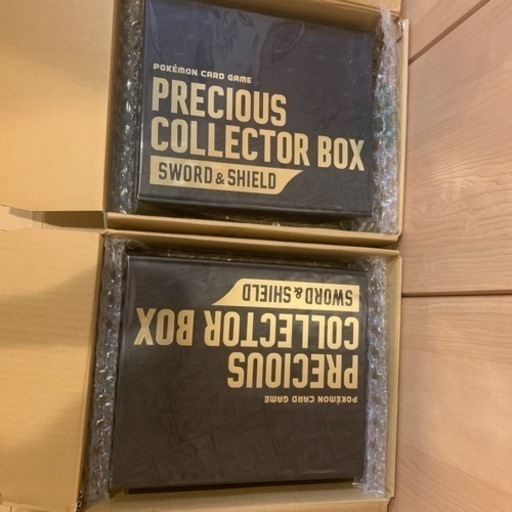 POKÉMON CARD GAME
PRECIOUS
COLLECTOR BOX
SWORD & SHIELD
POKÉMON CARD GAME
PRECIOUS
COLLECTOR BOX
SWORD & SHIELD